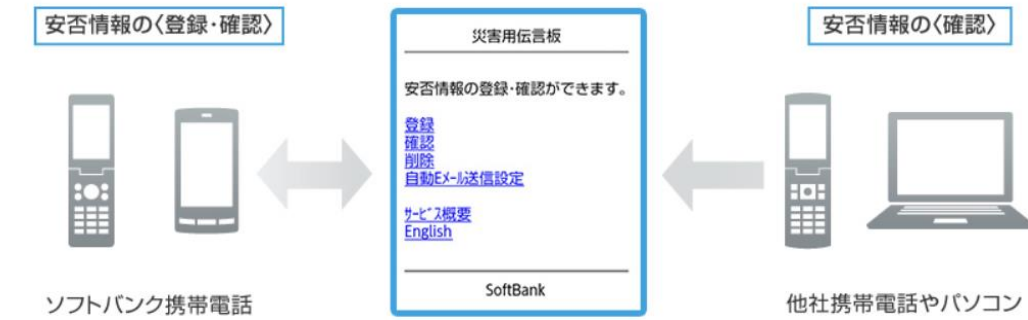 安否情報の〈登録・確認〉
ソフトバンク携帯電話
災害用伝言板
安否情報の登録・確認ができます。
登録
確認
削除
自動Eメール送信設定
サービス概要
English
SoftBank
安否情報の〈確認〉
他社携帯電話やパソコン